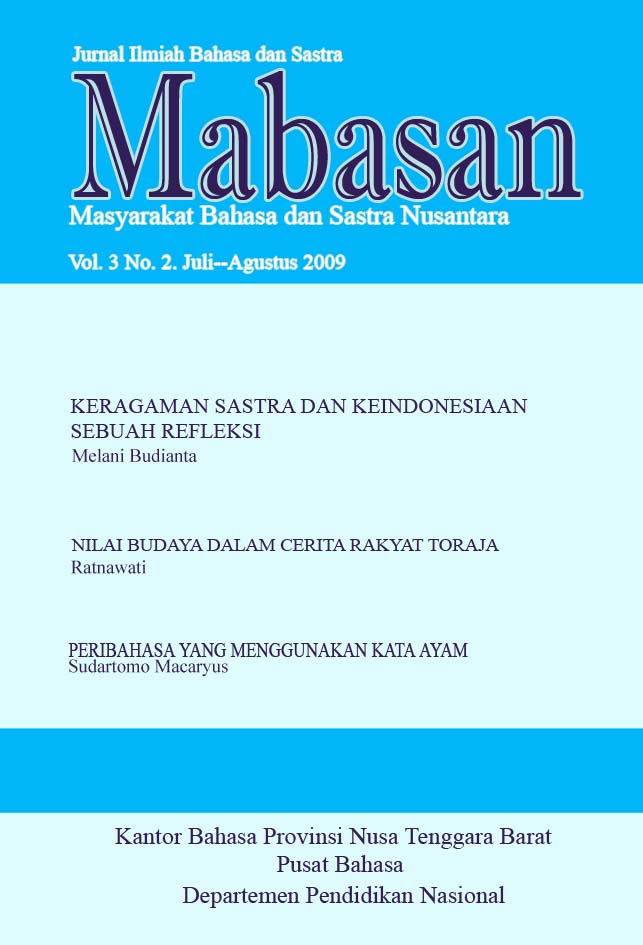 Jurnal Ilmiah Bahasa dan Sastra
Mabasan
Masyarakat Bahasa dan Sastra Nusantara
Vol. 3 No. 2. Juli--Agustus 2009
KERAGAMAN SASTRA DAN KEINDONESIAAN
SEBUAH REFLEKSI
Melani Budianta
NILAI BUDAYA DALAM CERITA RAKYAT TORAJA
Ratnawati
PERIBAHASA YANG MENGGUNAKAN KATA AYAM
Sudartomo Macaryus
Kantor Bahasa Provinsi Nusa Tenggara Barat
Pusat Bahasa
Departemen Pendidikan Nasional